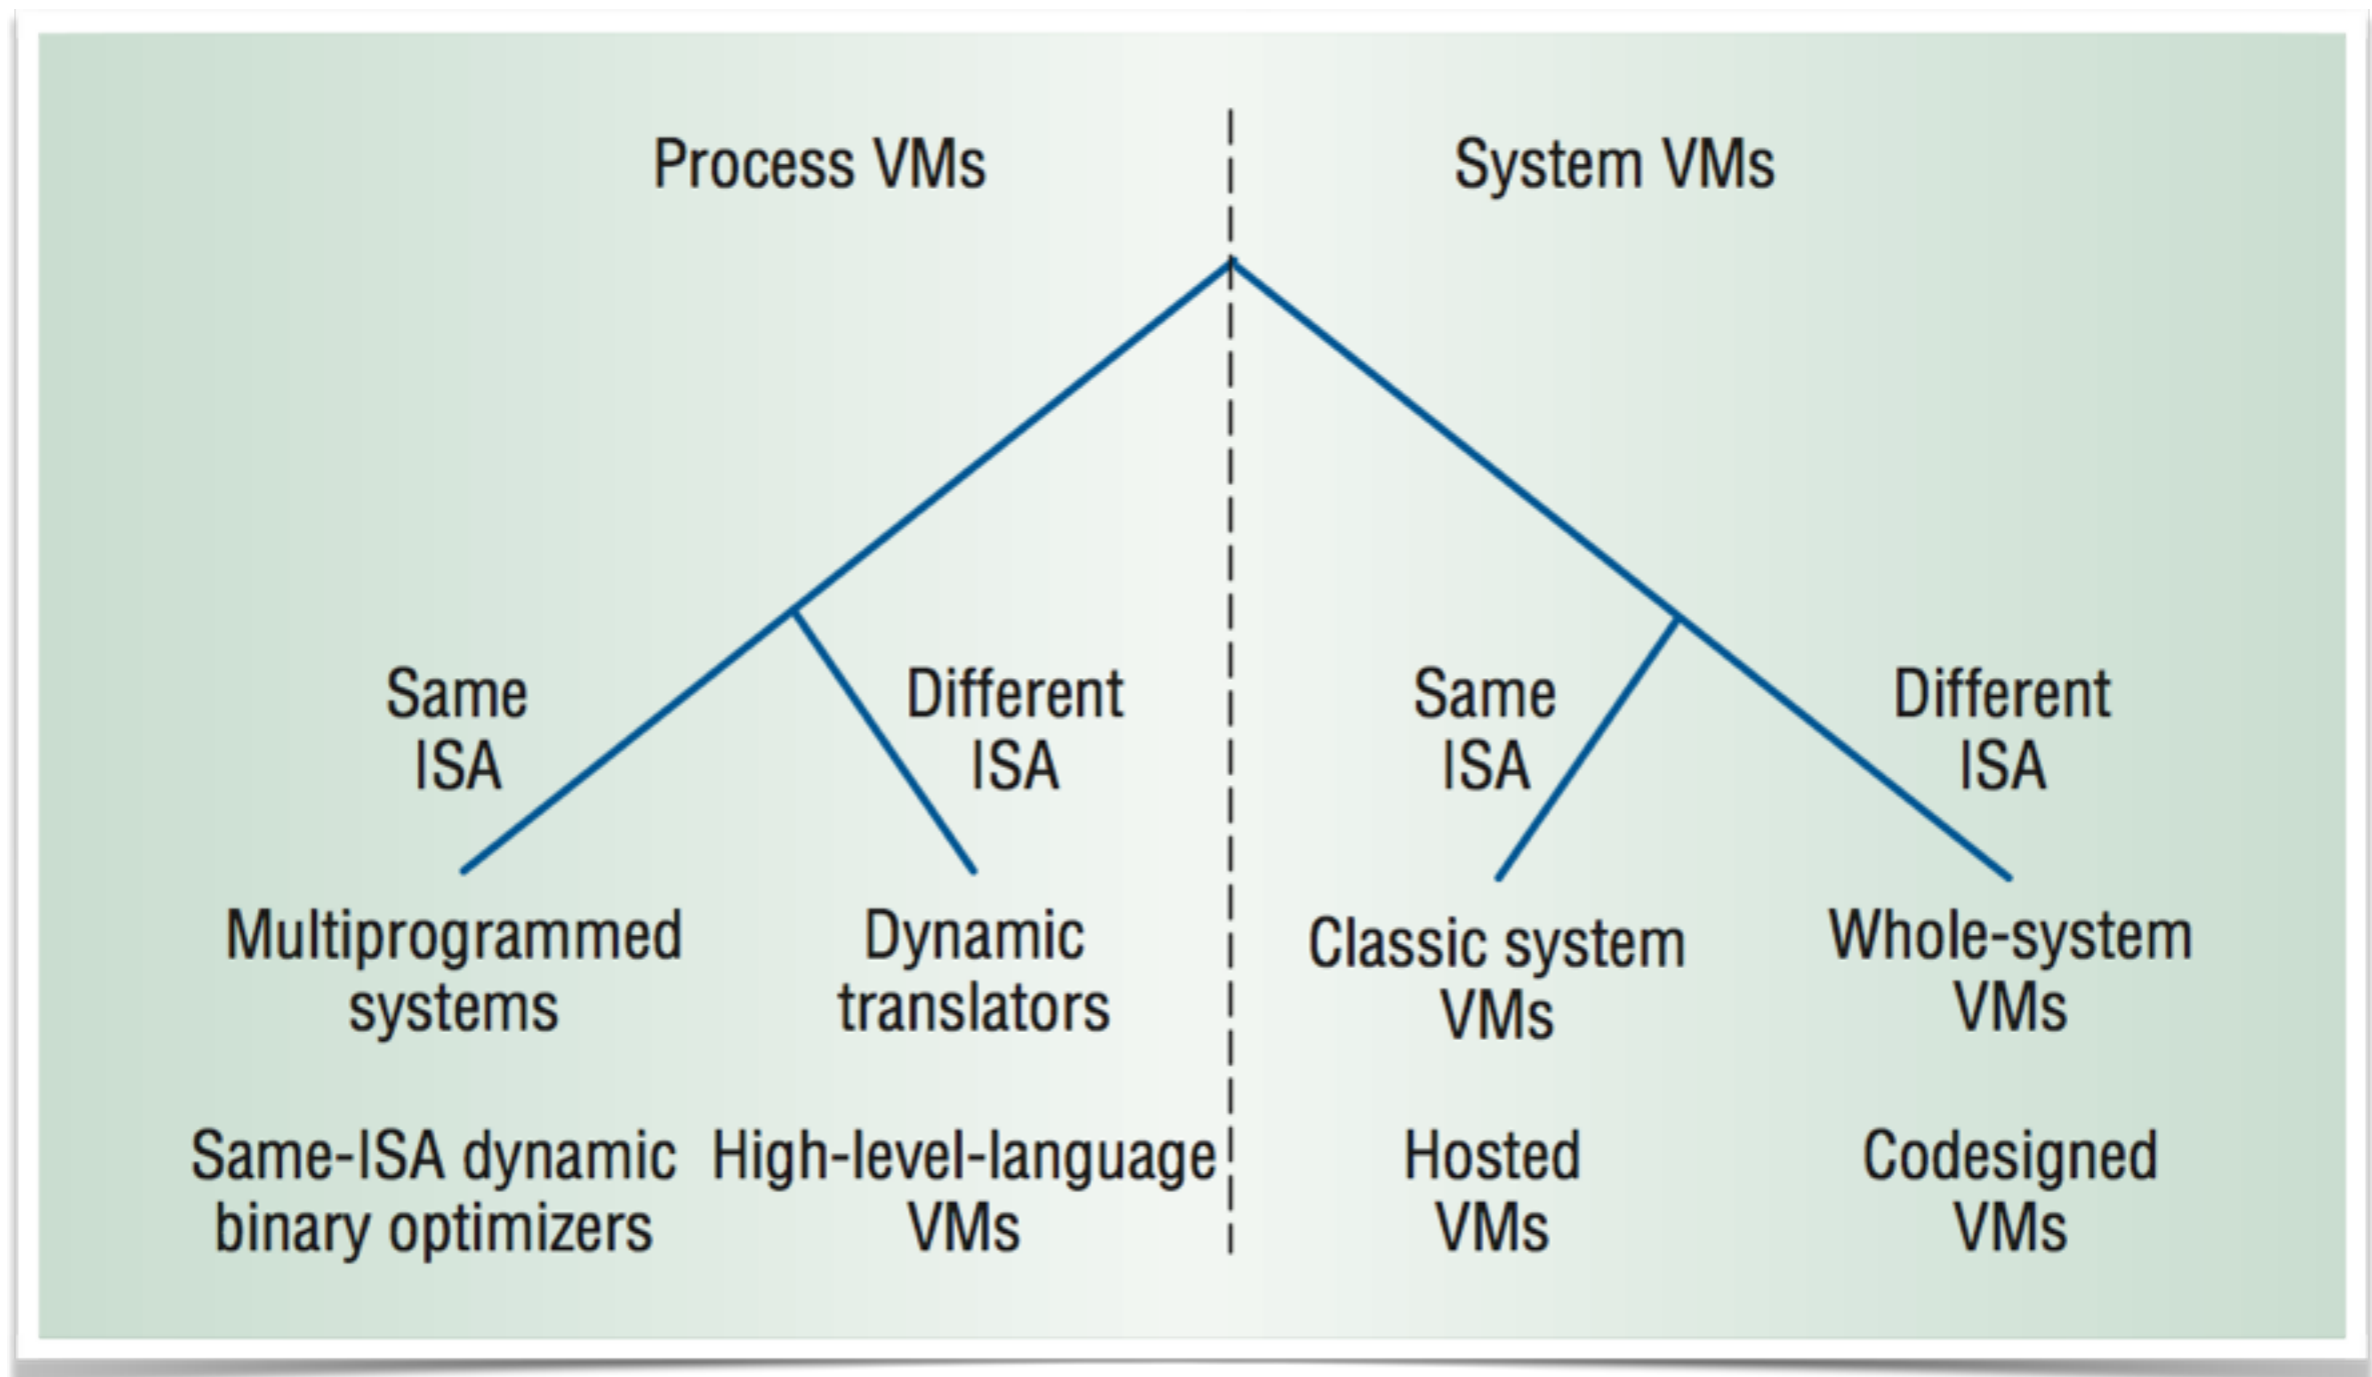 Process VMs
System VMs
Same
ISA
Different
ISA
Same
ISA
Different
ISA
Multiprogrammed
systems
Dynamic
translators
Classic system
VMs
Whole-system
VMs
Same-ISA dynamic
binary optimizers
High-level-language
VMs
Hosted
VMs
Codesigned
VMs